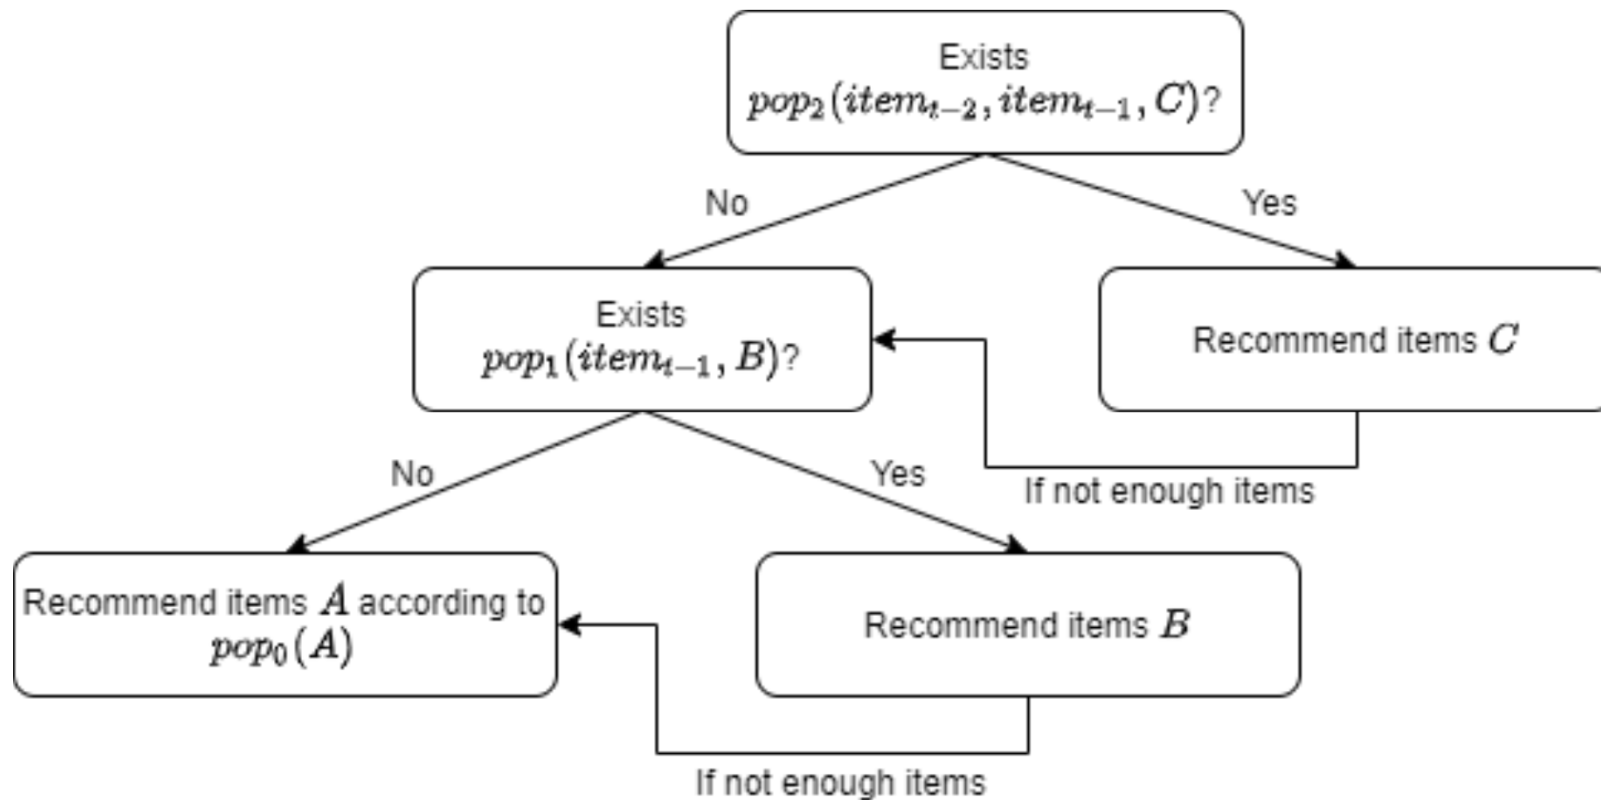 Exists
pop₂(item_{t−2}, item_{t−1}, C)?
No
Yes
Exists
pop₁(item_{t−1}, B)?
Recommend items C
No
Yes
If not enough items
Recommend items A according to
pop₀(A)
Recommend items B
If not enough items